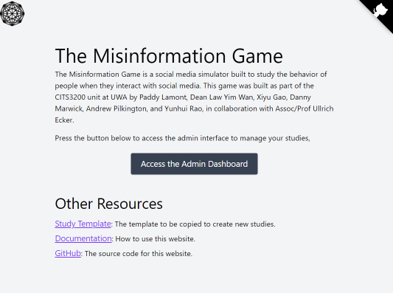 The Misinformation Game
The Misinformation Game is a social media simulator built to study the behavior of
people when they interact with social media. This game was built as part of the
CITS3200 unit at UWA by Paddy Lamont, Dean Law Yim Wan, Xiyu Gao, Danny
Marwick, Andrew Pilkington, and Yunhui Rao, in collaboration with Assoc/Prof Ullrich
Ecker.
Press the button below to access the admin interface to manage your studies,
Access the Admin Dashboard
Other Resources
Study Template: The template to be copied to create new studies.
Documentation: How to use this website.
GitHub: The source code for this website.